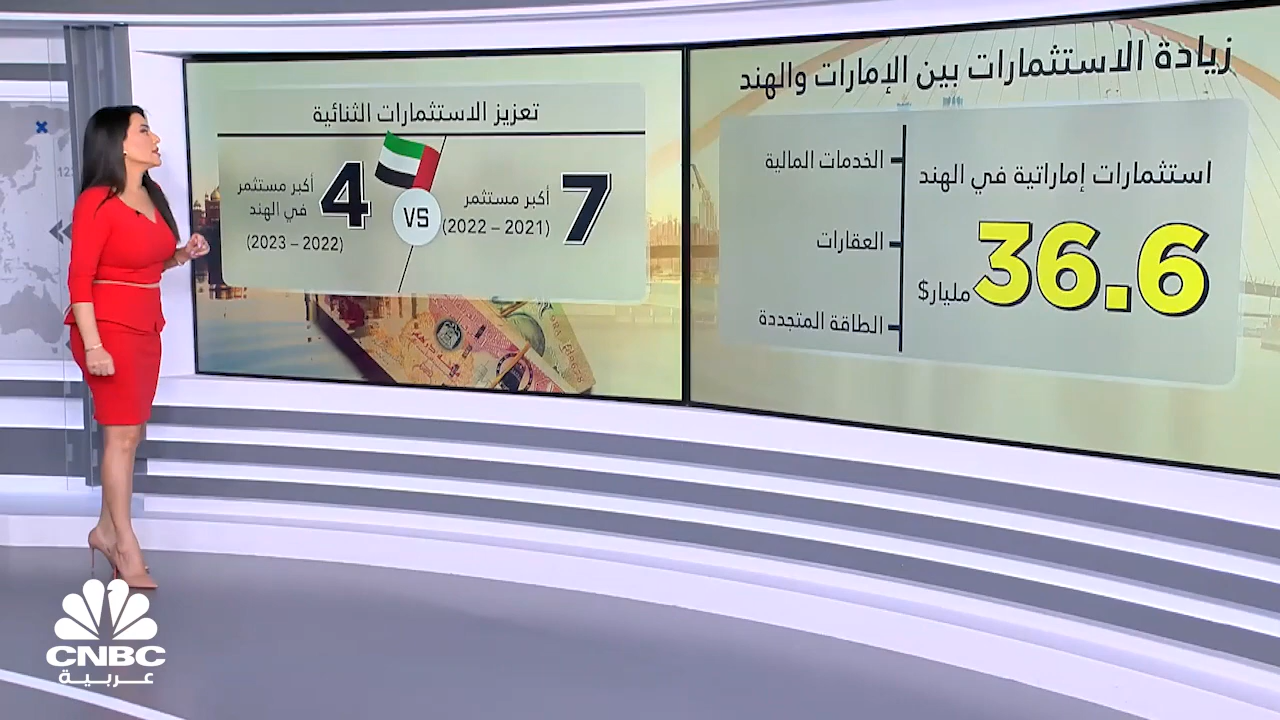 زيادة الاستثمارات بين الإمارات والهند
استثمارات إماراتية في الهند
36.6
مليار$
الخدمات المالية
العقارات
الطاقة المتجددة
تعزيز الاستثمارات الثنائية
7
أكبر مستثمر
(2021 – 2022)
VS
4
أكبر مستثمر
في الهند
(2022 – 2023)
CNBC
عربية